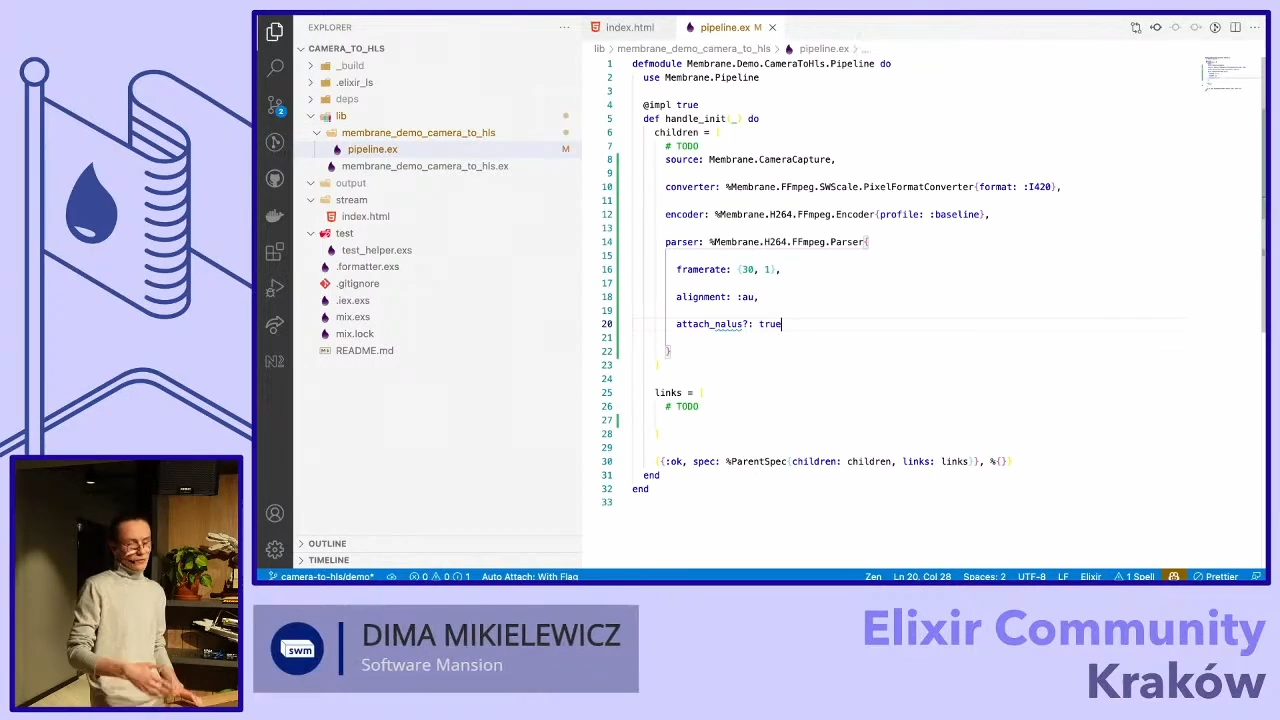 EXPLORER
CAMERA_TO_HLS
_build
.elixir_ls
deps
lib
membrane_demo_camera_to_hls
pipeline.ex M
membrane_demo_camera_to_hls.ex
output
stream
index.html
test
test_helper.exs
.formatter.exs
.gitignore
.iex.exs
mix.exs
mix.lock
README.md
OUTLINE
TIMELINE
index.html pipeline.ex M
lib > membrane_demo_camera_to_hls > pipeline.ex > ...
1 defmodule Membrane.Demo.CameraToHls.Pipeline do
2 use Membrane.Pipeline
3
4 @impl true
5 def handle_init(_) do
6 children = [
7 # TODO
8 source: Membrane.CameraCapture,
9
10 converter: %Membrane.FFmpeg.SWScale.PixelFormatConverter{format: :I420},
11
12 encoder: %Membrane.H264.FFmpeg.Encoder{profile: :baseline},
13
14 parser: %Membrane.H264.FFmpeg.Parser{
15
16 framerate: {30, 1},
17
18 alignment: :au,
19
20 attach_nalus?: true
21
22 }
23 ]
24
25 links = [
26 # TODO
27
28 ]
29
30 {{:ok, spec: %ParentSpec{children: children, links: links}}, %{}}
31 end
32 end
33
2
camera-to-hls/demo* 0 0 1 Auto Attach: With Flag Zen Ln 20, Col 28 Spaces: 2 UTF-8 LF Elixir 1 Spell Prettier
swm
DIMA MIKIELEWICZ
Software Mansion
Elixir Community
Kraków